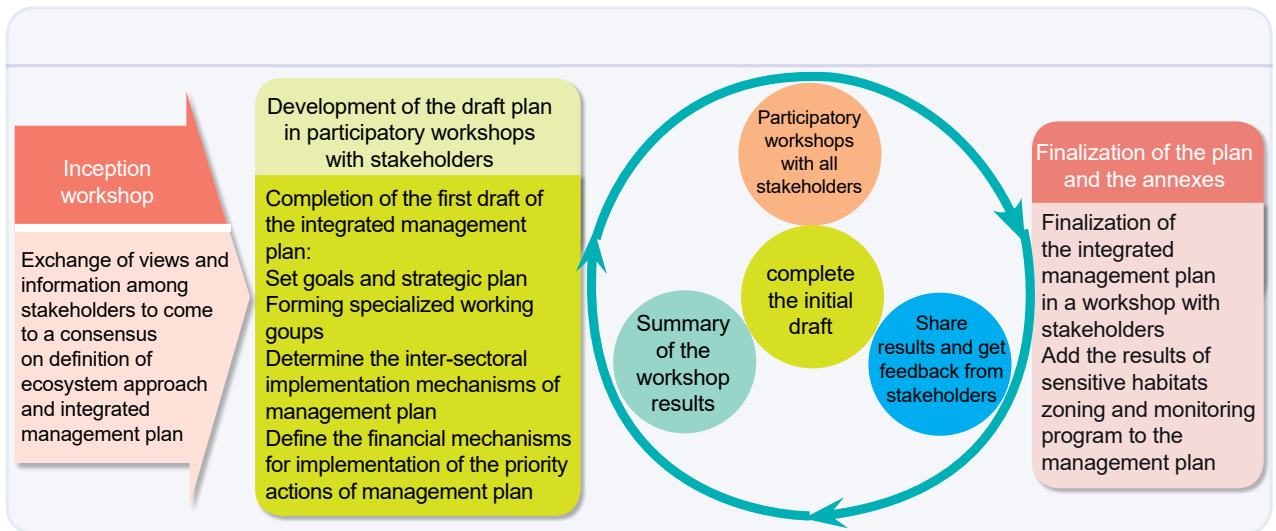 Inception
workshop
Exchange of views and
information among
stakeholders to come
to a consensus
on definition of
ecosystem approach
and integrated
management plan
Development of the draft plan
in participatory workshops
with stakeholders
Completion of the first draft of
the integrated management
plan:
Set goals and strategic plan
Forming specialized working
goups
Determine the inter-sectoral
implementation mechanisms of
management plan
Define the financial mechanisms
for implementation of the priority
actions of management plan
Participatory
workshops
with all
stakeholders
complete
the initial
draft
Summary
of the
workshop
results
Share
results and get
feedback from
stakeholders
Finalization of the plan
and the annexes
Finalization of
the integrated
management plan
in a workshop with
stakeholders
Add the results of
sensitive habitats
zoning and monitoring
program to the
management plan